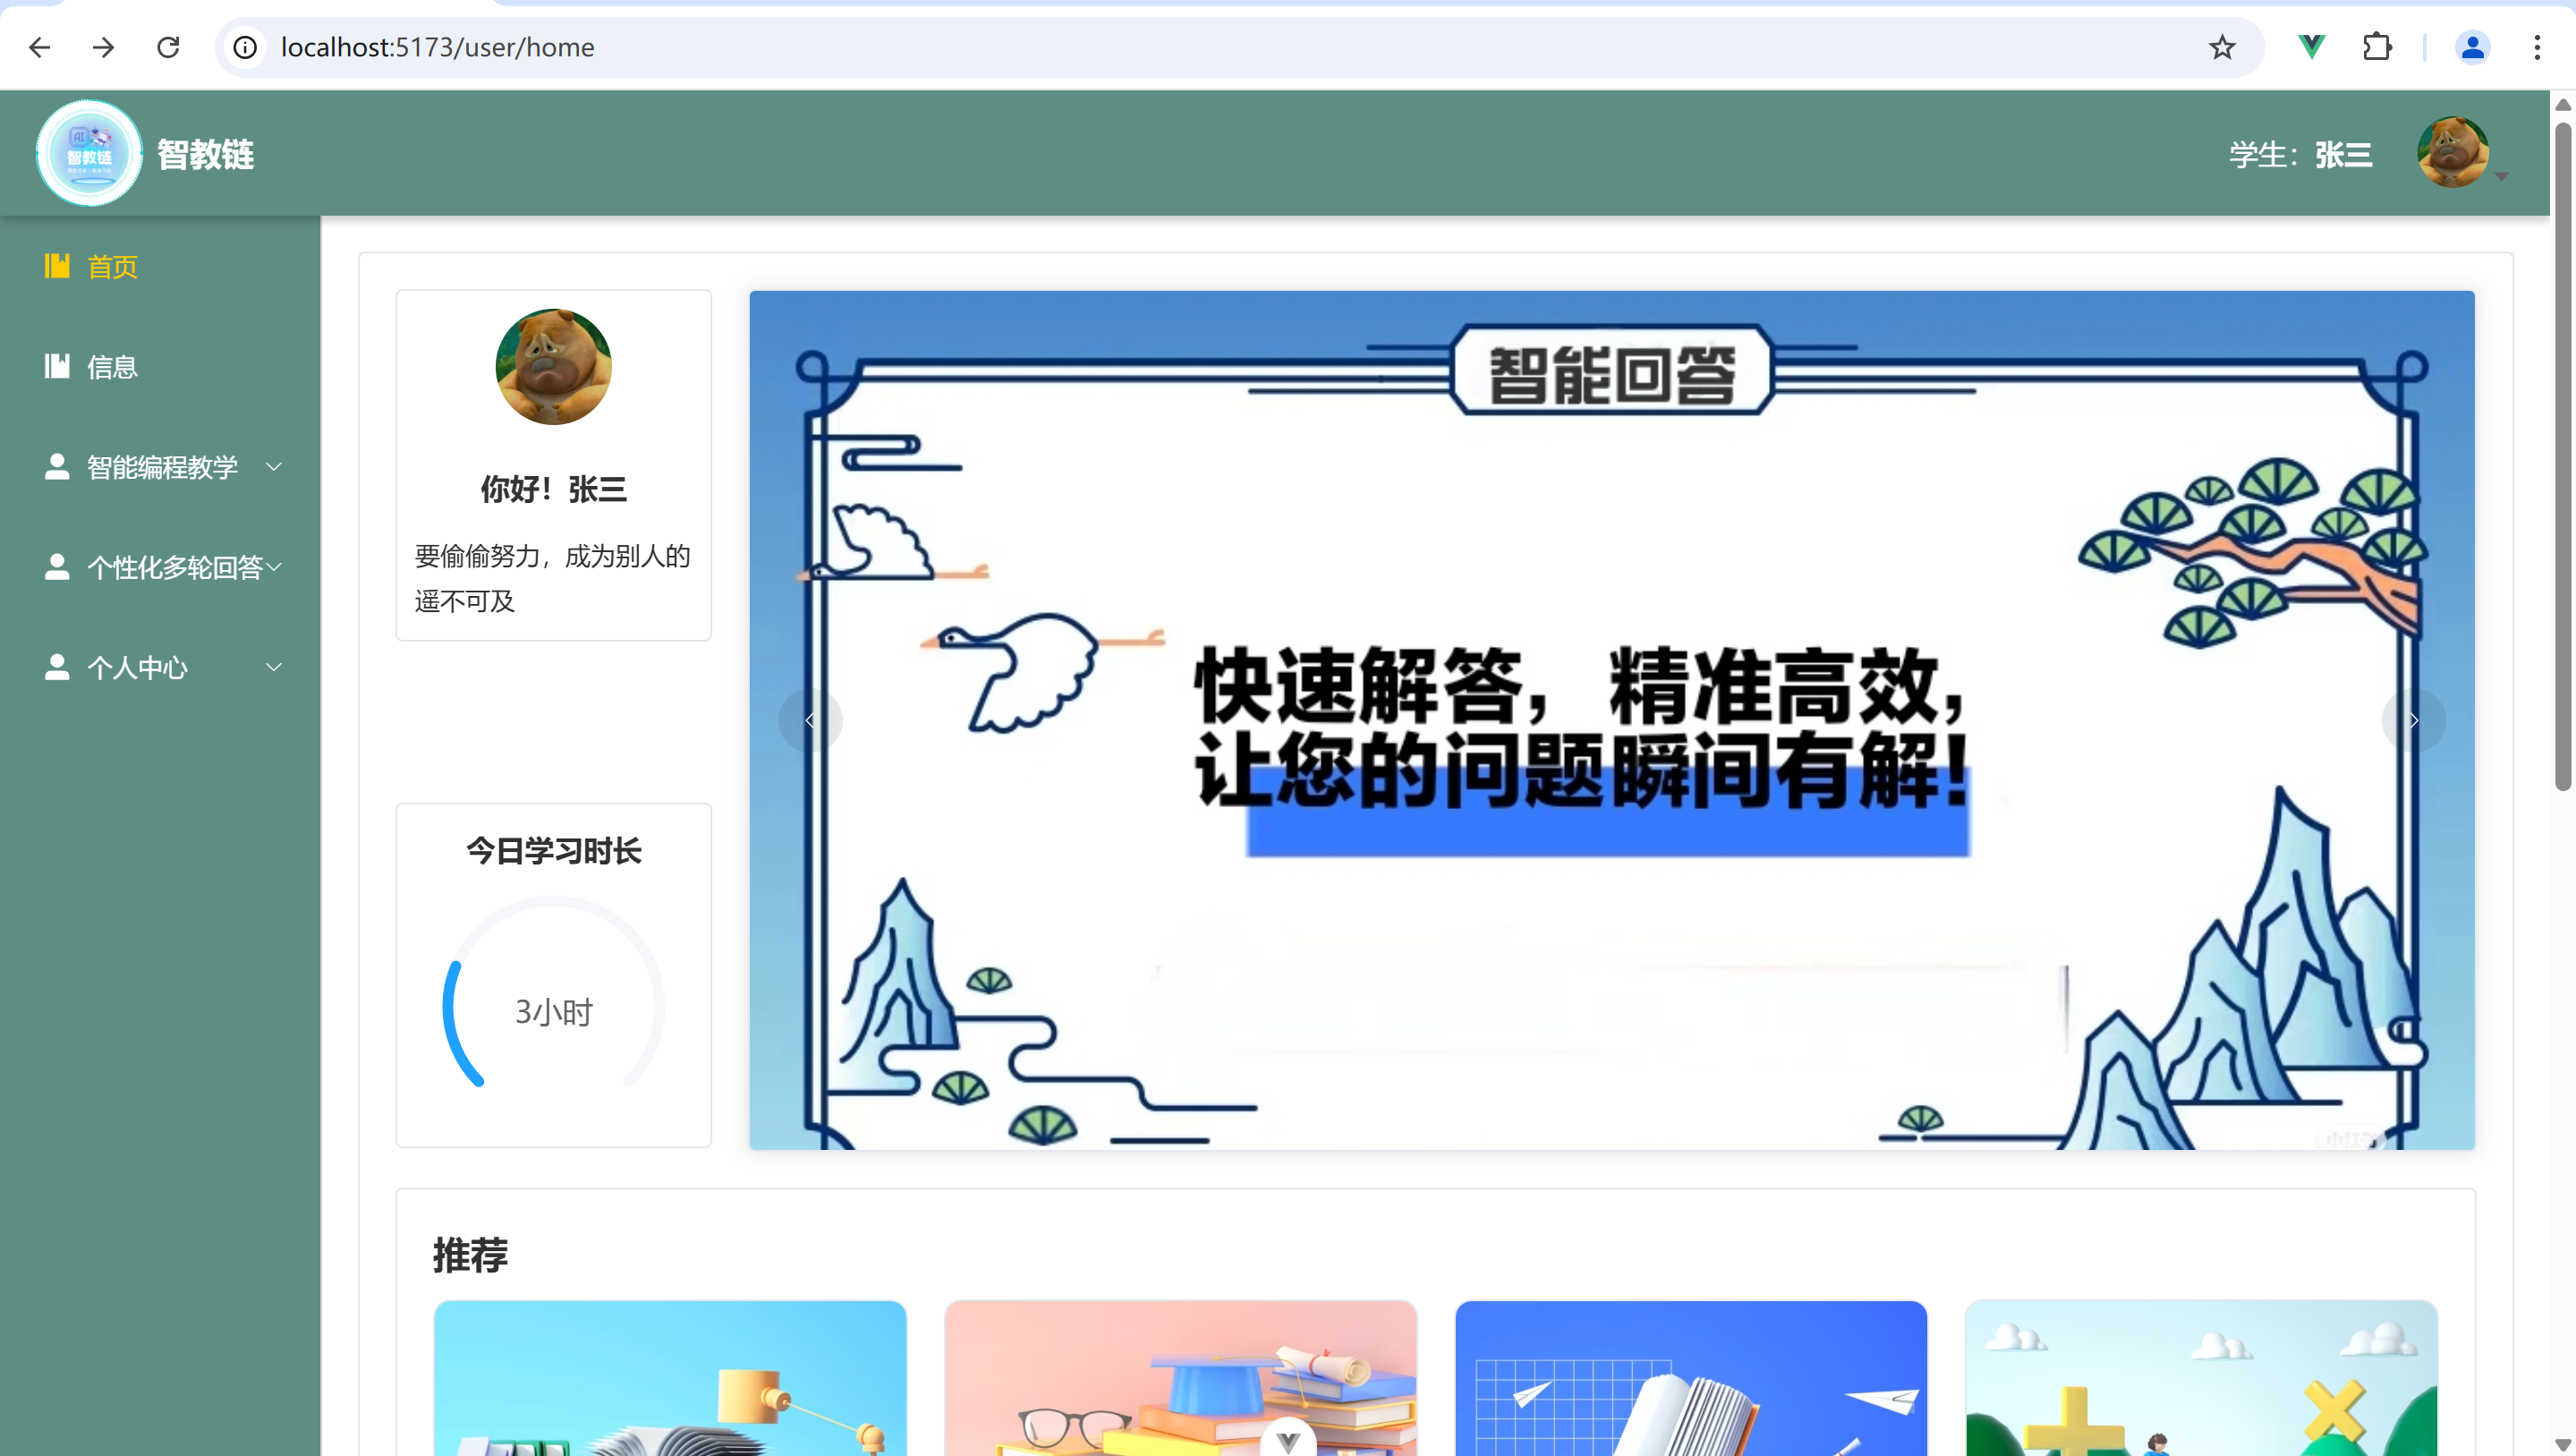 localhost:5173/user/home
AI
智教链
智教链
学生：张三
首页
信息
智能编程教学
个性化多轮回答
个人中心
你好！张三
要偷偷努力，成为别人的
遥不可及
今日学习时长
3小时
智能回答
快速解答，精准高效，
让您的问题瞬间有解!
推荐